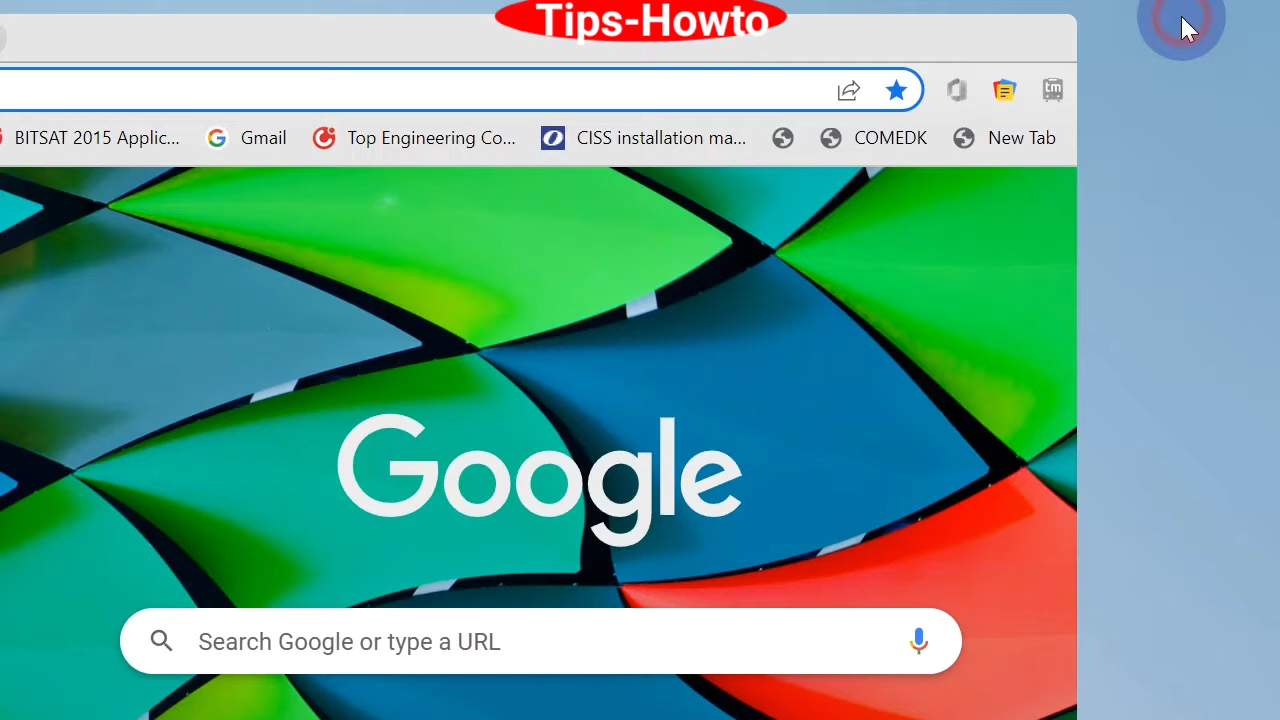 Tips-Howto
BITSAT 2015 Applic... Gmail Top Engineering Co... CISS installation ma... COMEDK New Tab
tm
Google
Search Google or type a URL